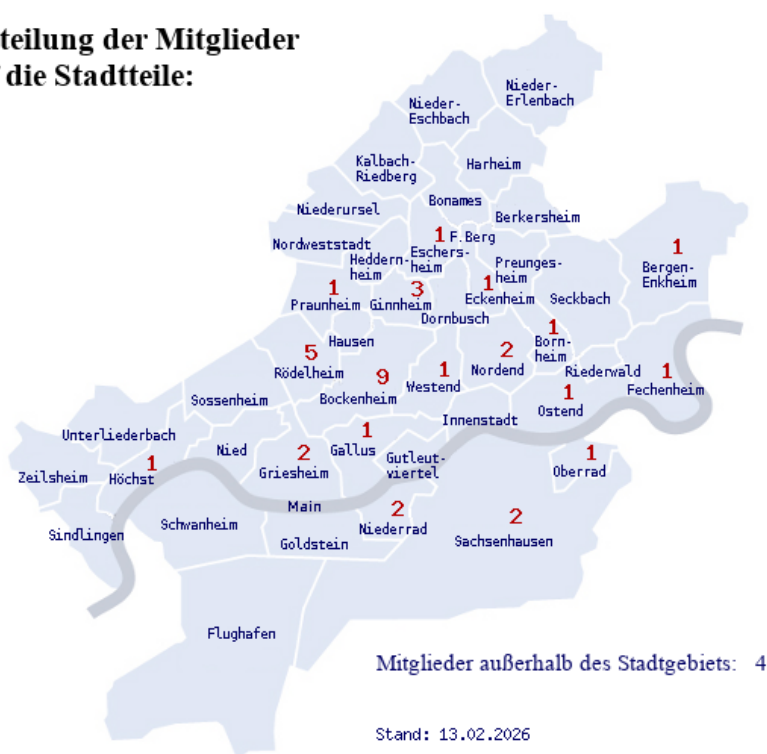 teilung der Mitglieder
die Stadtteile:
Nieder-
Erlenbach
Nieder-
Eschbach
Kalbach-
Riedberg
Harheim
Bonames
Niederursel
Berkersheim
1 F.Berg
Nordweststadt
Eschers-
heim
Heddern-
heim
Preunges-
heim
1
Bergen-
Enkheim
1
Praunheim
3
Ginnheim
1
Eckenheim
Seckbach
Dornbusch
Hausen
1
Born-
heim
5
Rödelheim
9
Bockenheim
1
Westend
2
Nordend
Riederwald
1
Fechenheim
1
Ostend
Sossenheim
Innenstadt
Unterliederbach
Nied
1
Gallus
Gutleut-
viertel
2
Griesheim
1
Oberrad
Zeilsheim
1
Höchst
Main
2
Niederrad
2
Sachsenhausen
Schwanheim
Sindlingen
Goldstein
Flughafen
Mitglieder außerhalb des Stadtgebiets: 4
Stand: 13.02.2026